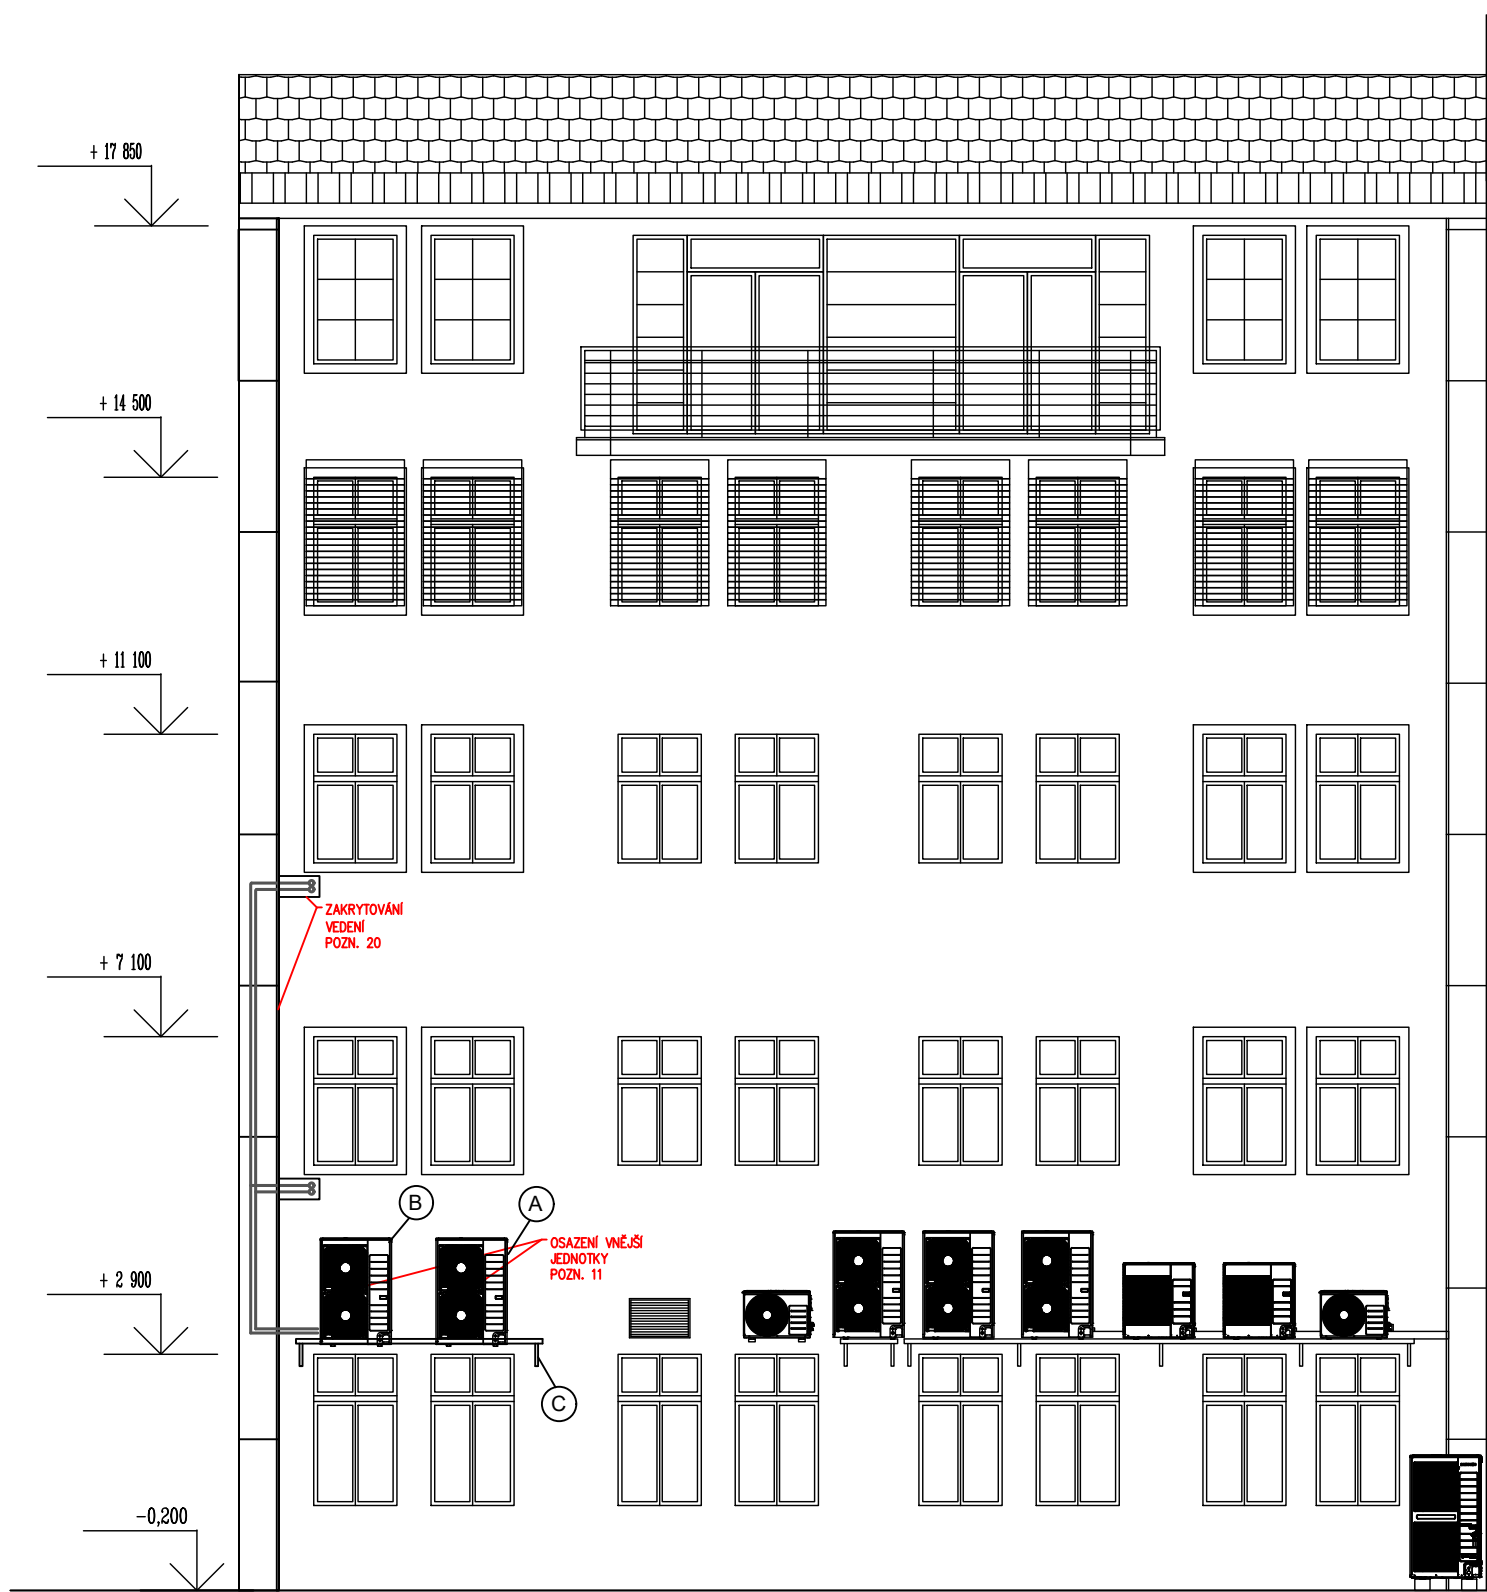 + 17 850
+ 14 500
+ 11 100
ZAKRYTOVÁNÍ
VEDENÍ
POZN. 20
+ 7 100
B
A
OSAZENÍ VNĚJŠÍ
JEDNOTKY
POZN. 11
+ 2 900
C
-0,200